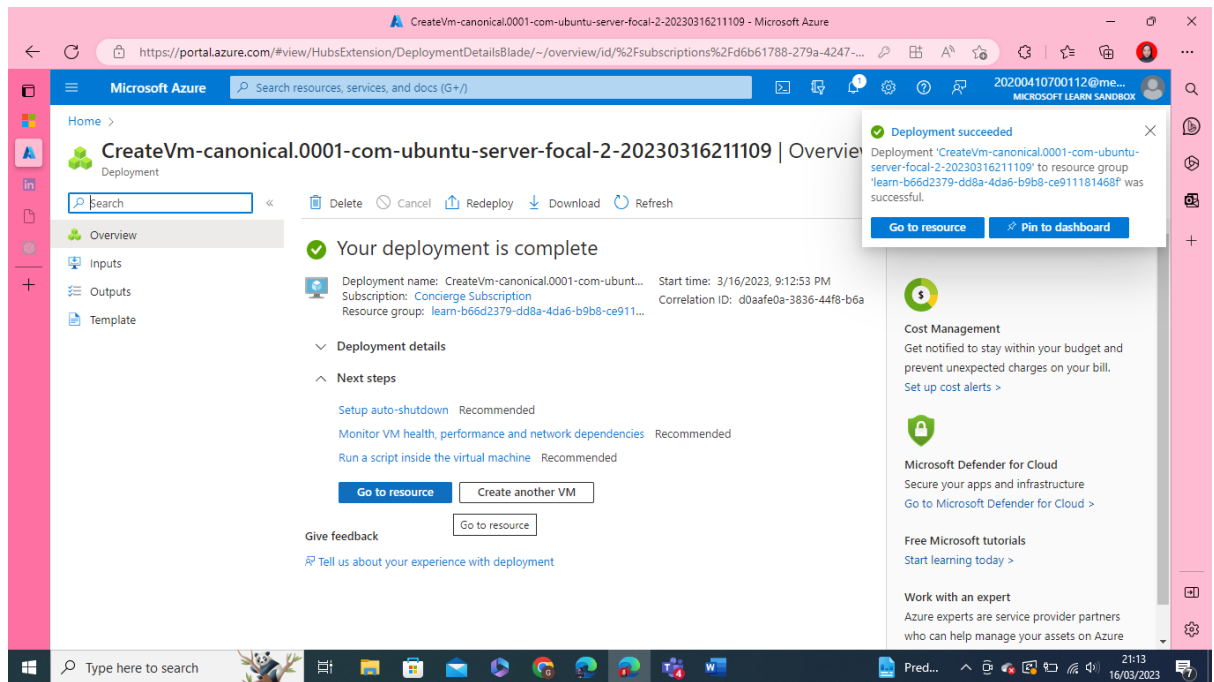 CreateVm-canonical.0001-com-ubuntu-server-focal-2-20230316211109 - Microsoft Azure
https://portal.azure.com/#view/HubsExtension/DeploymentDetailsBlade/~/overview/id/%2Fsubscriptions%2Fd6b61788-279a-4247-...
Microsoft Azure
Search resources, services, and docs (G+/)
1
20200410700112@me...
MICROSOFT LEARN SANDBOX
Home >
CreateVm-canonical.0001-com-ubuntu-server-focal-2-20230316211109 | Overview
Deployment
Search
«
Delete Cancel Redeploy Download Refresh
Overview
Inputs
Outputs
Template
Your deployment is complete
Deployment name: CreateVm-canonical.0001-com-ubunt...
Subscription: Concierge Subscription
Resource group: learn-b66d2379-dd8a-4da6-b9b8-ce911...
Start time: 3/16/2023, 9:12:53 PM
Correlation ID: d0aafe0a-3836-44f8-b6a
Deployment details
Next steps
Setup auto-shutdown Recommended
Monitor VM health, performance and network dependencies Recommended
Run a script inside the virtual machine Recommended
Go to resource Create another VM
Go to resource
Give feedback
Tell us about your experience with deployment
Deployment succeeded
Deployment 'CreateVm-canonical.0001-com-ubuntu-
server-focal-2-20230316211109' to resource group
'learn-b66d2379-dd8a-4da6-b9b8-ce911181468f' was
successful.
Go to resource Pin to dashboard
$
Cost Management
Get notified to stay within your budget and
prevent unexpected charges on your bill.
Set up cost alerts >
Microsoft Defender for Cloud
Secure your apps and infrastructure
Go to Microsoft Defender for Cloud >
Free Microsoft tutorials
Start learning today >
Work with an expert
Azure experts are service provider partners
who can help manage your assets on Azure
Type here to search
4
Pred...
21:13
16/03/2023
7